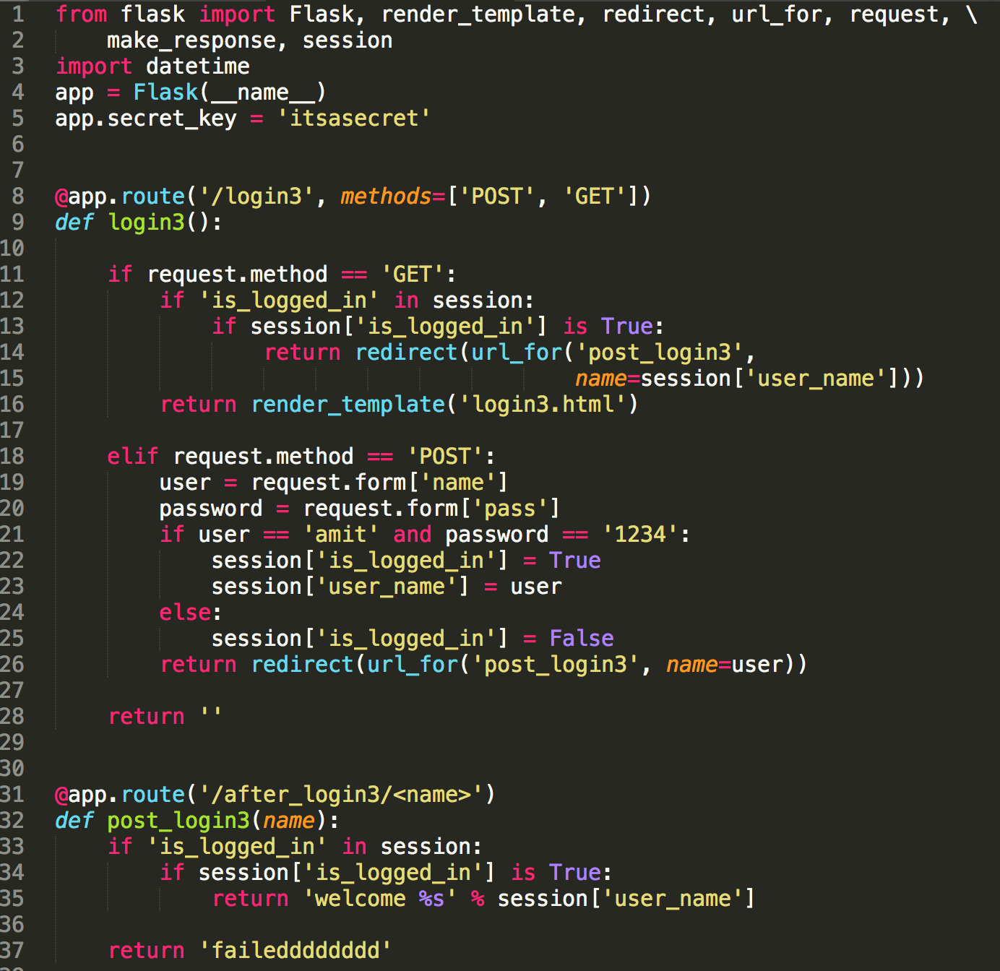 1 from flask import Flask, render_template, redirect, url_for, request, \
2     make_response, session
3 import datetime
4 app = Flask(__name__)
5 app.secret_key = 'itsasecret'
6
7
8 @app.route('/login3', methods=['POST', 'GET'])
9 def login3():
10
11     if request.method == 'GET':
12         if 'is_logged_in' in session:
13             if session['is_logged_in'] is True:
14                 return redirect(url_for('post_login3',
15                                         name=session['user_name']))
16         return render_template('login3.html')
17
18     elif request.method == 'POST':
19         user = request.form['name']
20         password = request.form['pass']
21         if user == 'amit' and password == '1234':
22             session['is_logged_in'] = True
23             session['user_name'] = user
24         else:
25             session['is_logged_in'] = False
26         return redirect(url_for('post_login3', name=user))
27
28     return ''
29
30
31 @app.route('/after_login3/<name>')
32 def post_login3(name):
33     if 'is_logged_in' in session:
34         if session['is_logged_in'] is True:
35             return 'welcome %s' % session['user_name']
36
37     return 'faileddddddddd'